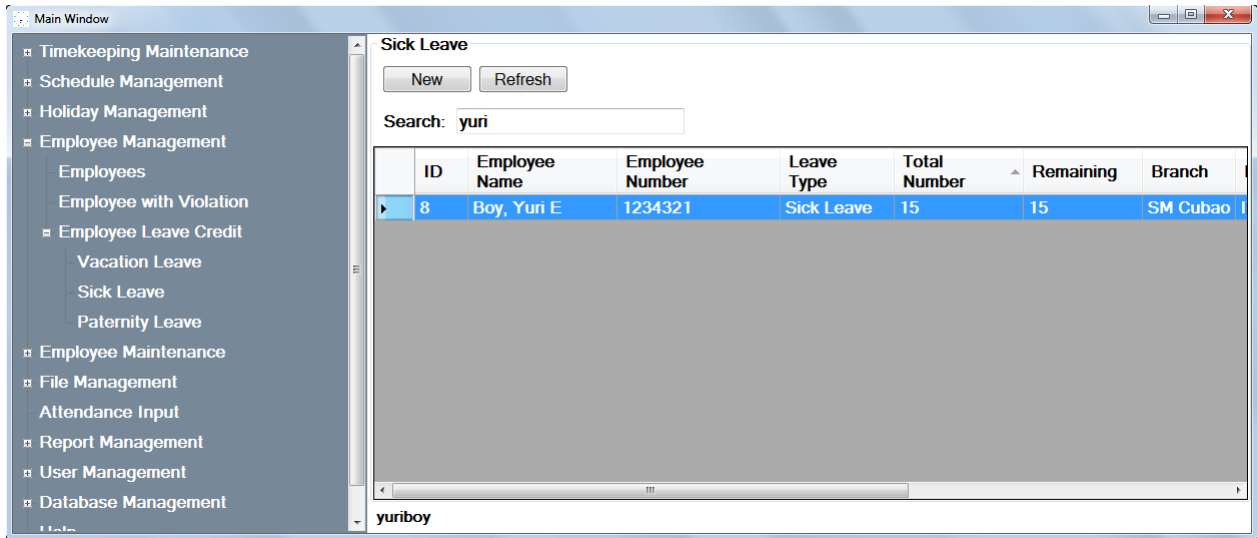 Main Window
Timekeeping Maintenance
Schedule Management
Holiday Management
Employee Management
Employees
Employee with Violation
Employee Leave Credit
Vacation Leave
Sick Leave
Paternity Leave
Employee Maintenance
File Management
Attendance Input
Report Management
User Management
Database Management
Help
Sick Leave
New Refresh
Search: yuri
ID Employee Name Employee Number Leave Type Total Number Remaining Branch
8 Boy, Yuri E 1234321 Sick Leave 15 15 SM Cubao
yuriboy